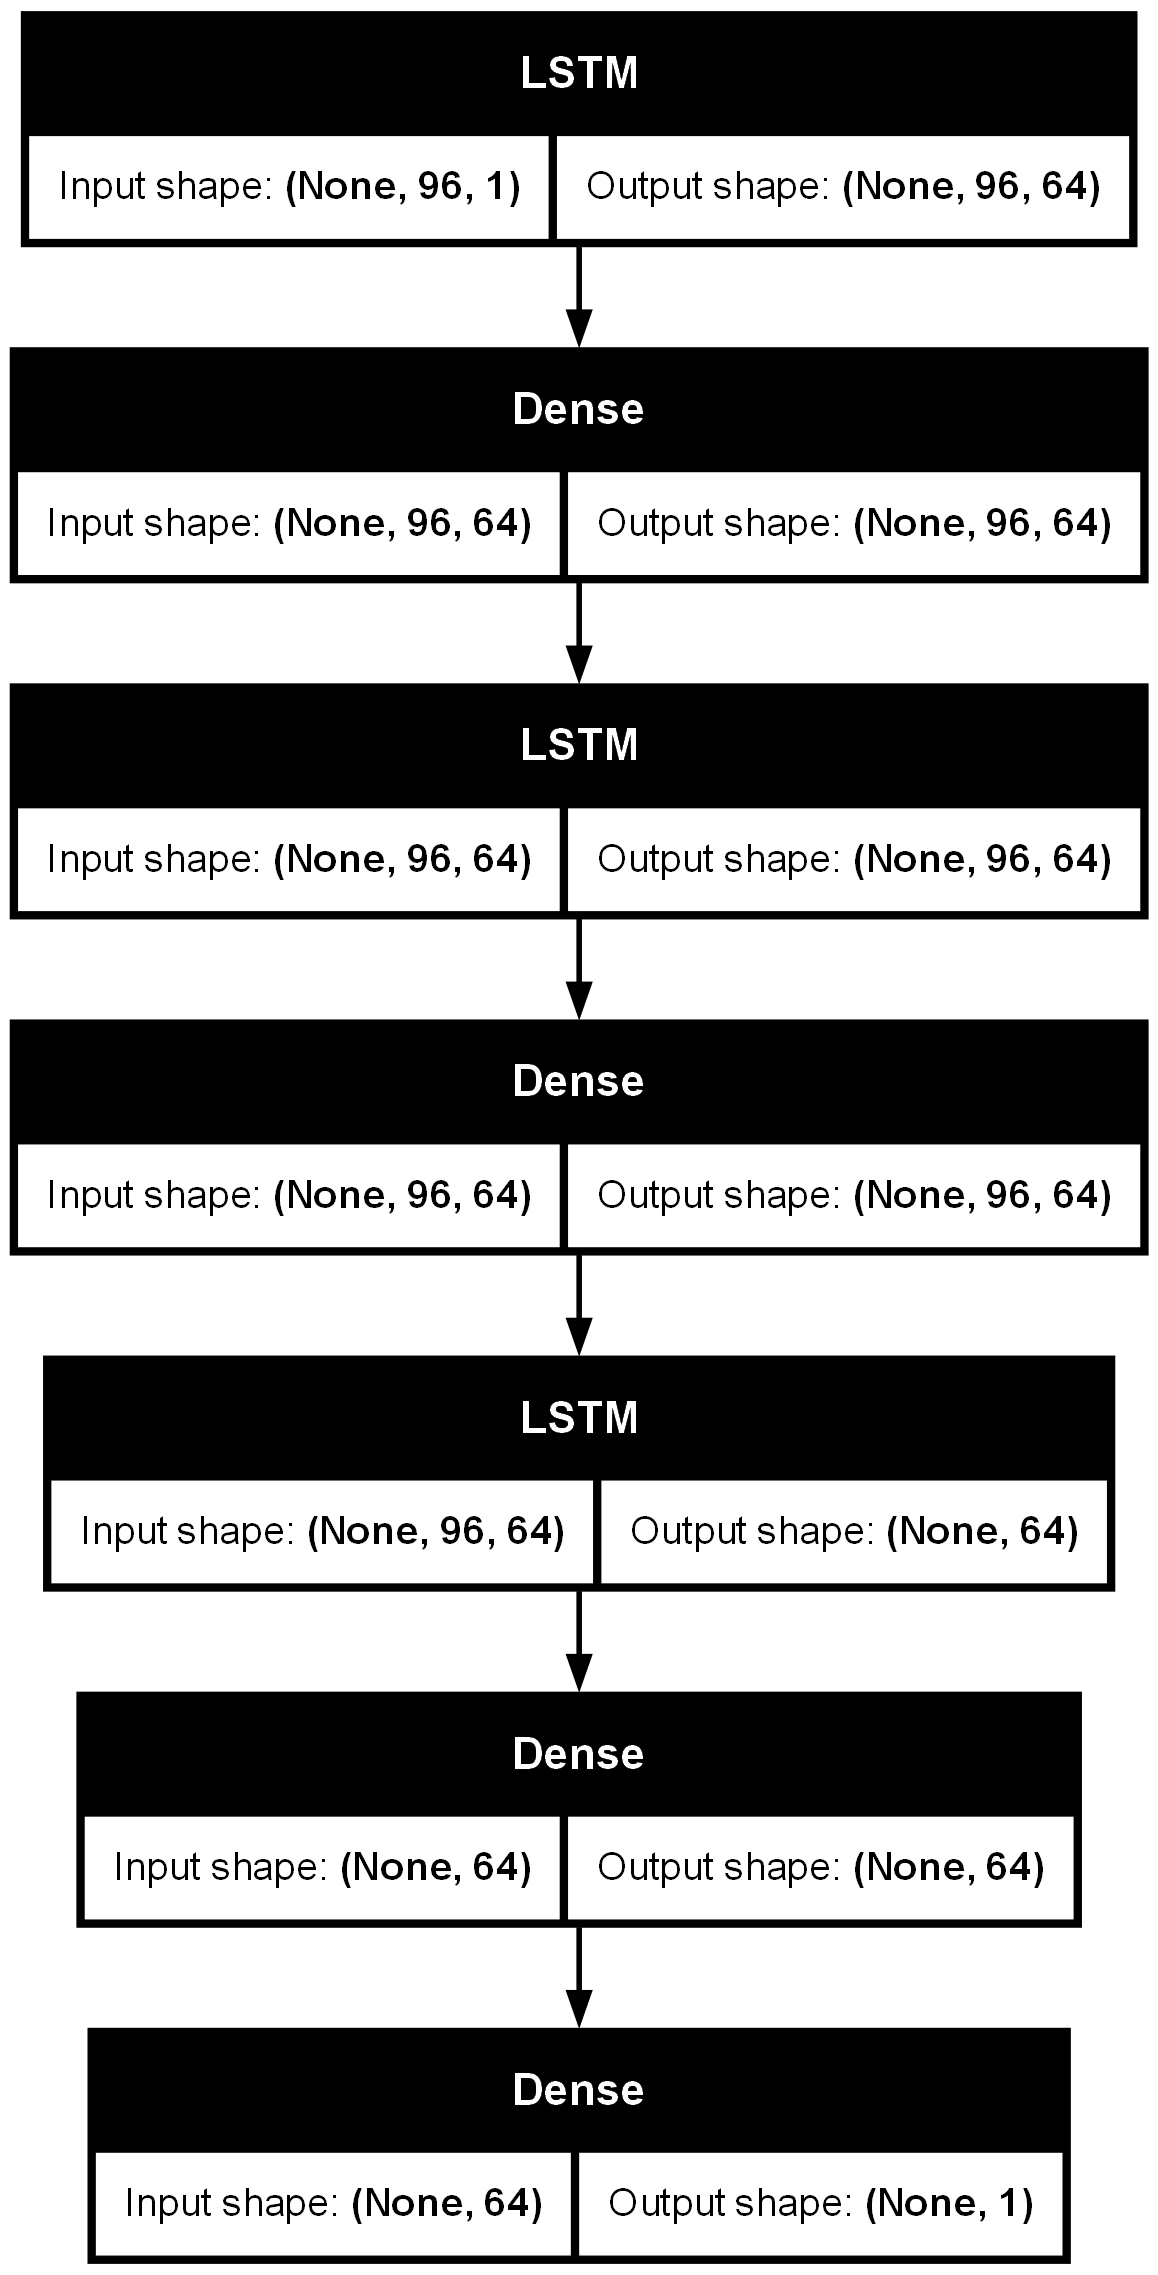 LSTM
Input shape: (None, 96, 1) Output shape: (None, 96, 64)
Dense
Input shape: (None, 96, 64) Output shape: (None, 96, 64)
LSTM
Input shape: (None, 96, 64) Output shape: (None, 96, 64)
Dense
Input shape: (None, 96, 64) Output shape: (None, 96, 64)
LSTM
Input shape: (None, 96, 64) Output shape: (None, 64)
Dense
Input shape: (None, 64) Output shape: (None, 64)
Dense
Input shape: (None, 64) Output shape: (None, 1)